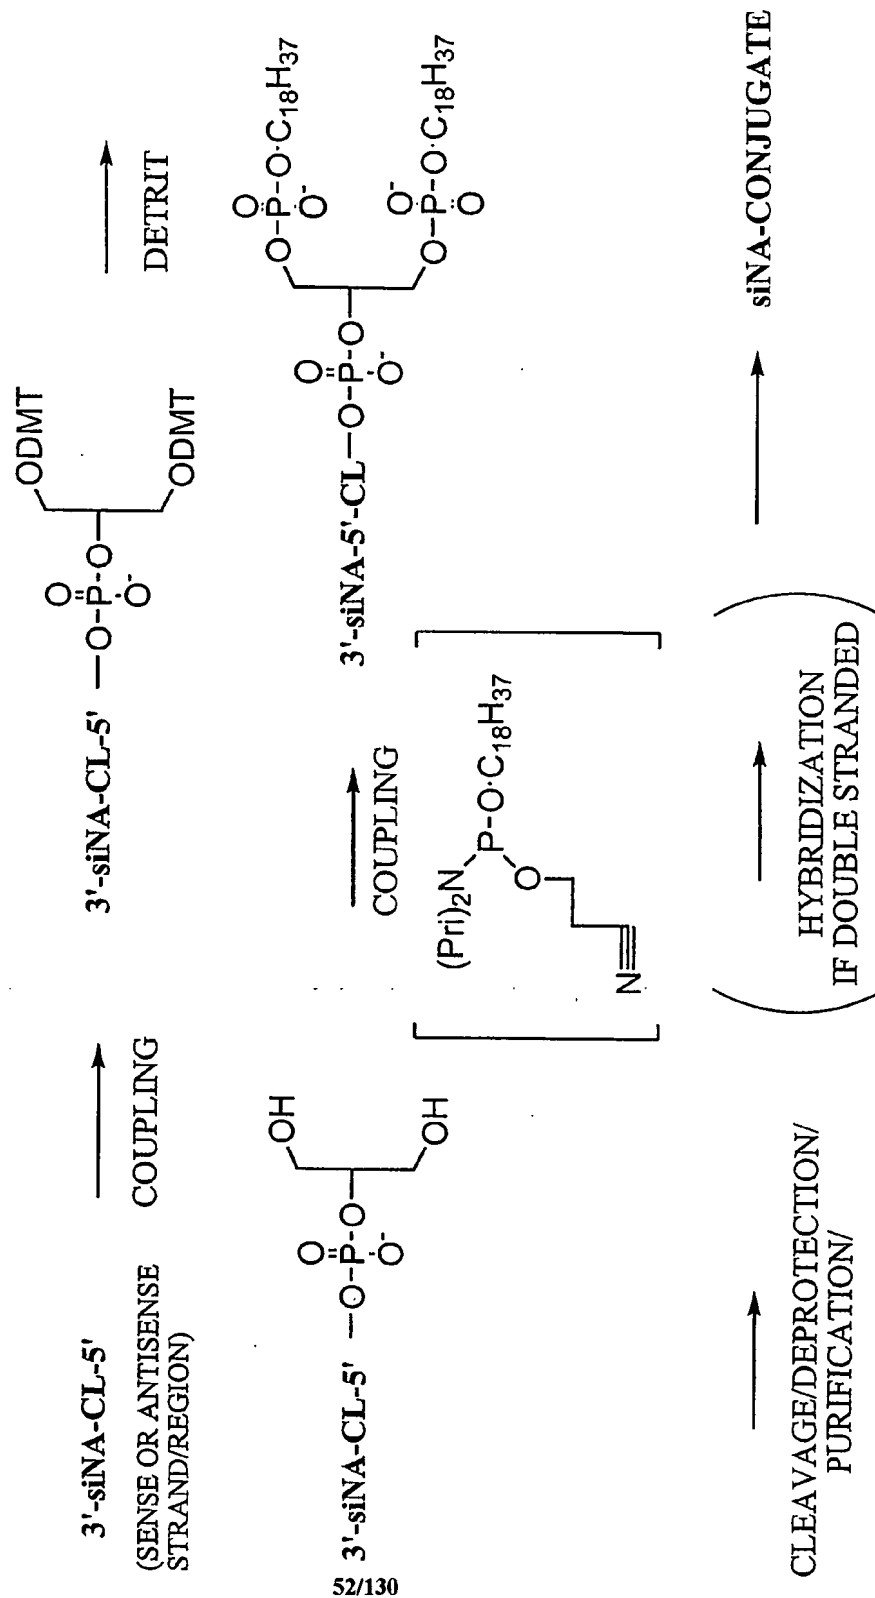 3'-siNA-CL-5'
(SENSE OR ANTISENSE
STRAND/REGION)
COUPLING
3'-siNA-CL-5' —O-P-O
O
O-
ODMT
ODMT
DETRIT
3'-siNA-CL-5' —O-P-O
O
O-
OH
OH
COUPLING
(Pri)2N
P-O·C18H37
O
N
3'-siNA-5'-CL—O-P-O
O
O-
O
O-P-O·C18H37
O-
O-
O-P-O·C18H37
O
CLEAVAGE/DEPROTECTION/
PURIFICATION/
HYBRIDIZATION
IF DOUBLE STRANDED
siNA-CONJUGATE
52/130